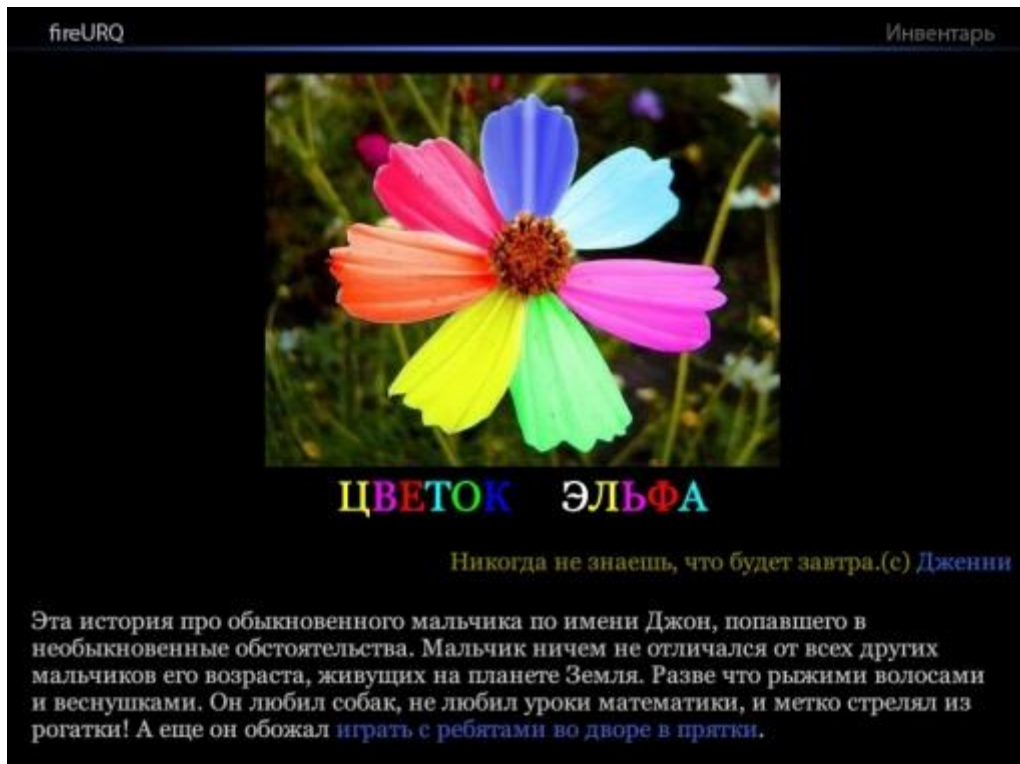 fireURQ
Инвентарь
ЦВЕТОК ЭЛЬФА
Никогда не знаешь, что будет завтра.(с) Дженни
Эта история про обыкновенного мальчика по имени Джон, попавшего в
необыкновенные обстоятельства. Мальчик ничем не отличался от всех других
мальчиков его возраста, живущих на планете Земля. Разве что рыжими волосами
и веснушками. Он любил собак, не любил уроки математики, и метко стрелял из
рогатки! А еще он обожал играть с ребятами во дворе в прятки.